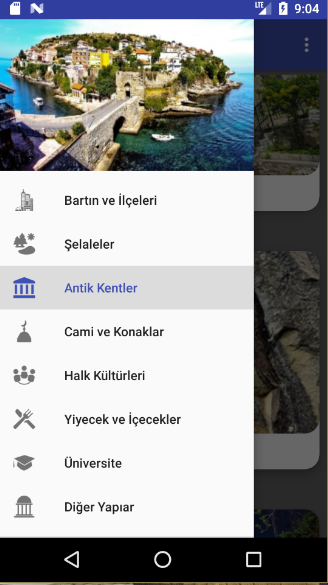 LTE 9:04
Bartın ve İlçeleri
Şelaleler
Antik Kentler
Cami ve Konaklar
Halk Kültürleri
Yiyecek ve İçecekler
Üniversite
Diğer Yapıar